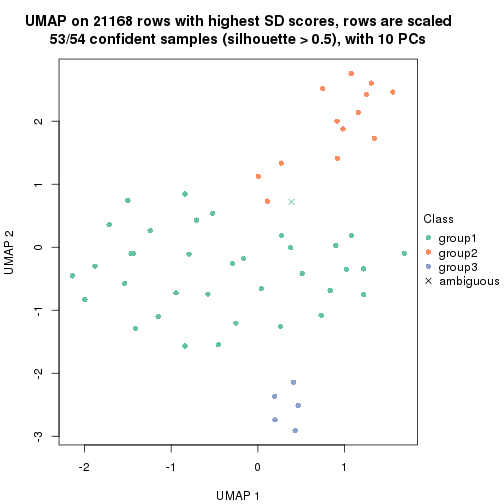 UMAP on 21168 rows with highest SD scores, rows are scaled
53/54 confident samples (silhouette > 0.5), with 10 PCs
2
1
0
-1
-2
-3
UMAP 2
-2
-1
0
1
UMAP 1
Class
group1
group2
group3
ambiguous